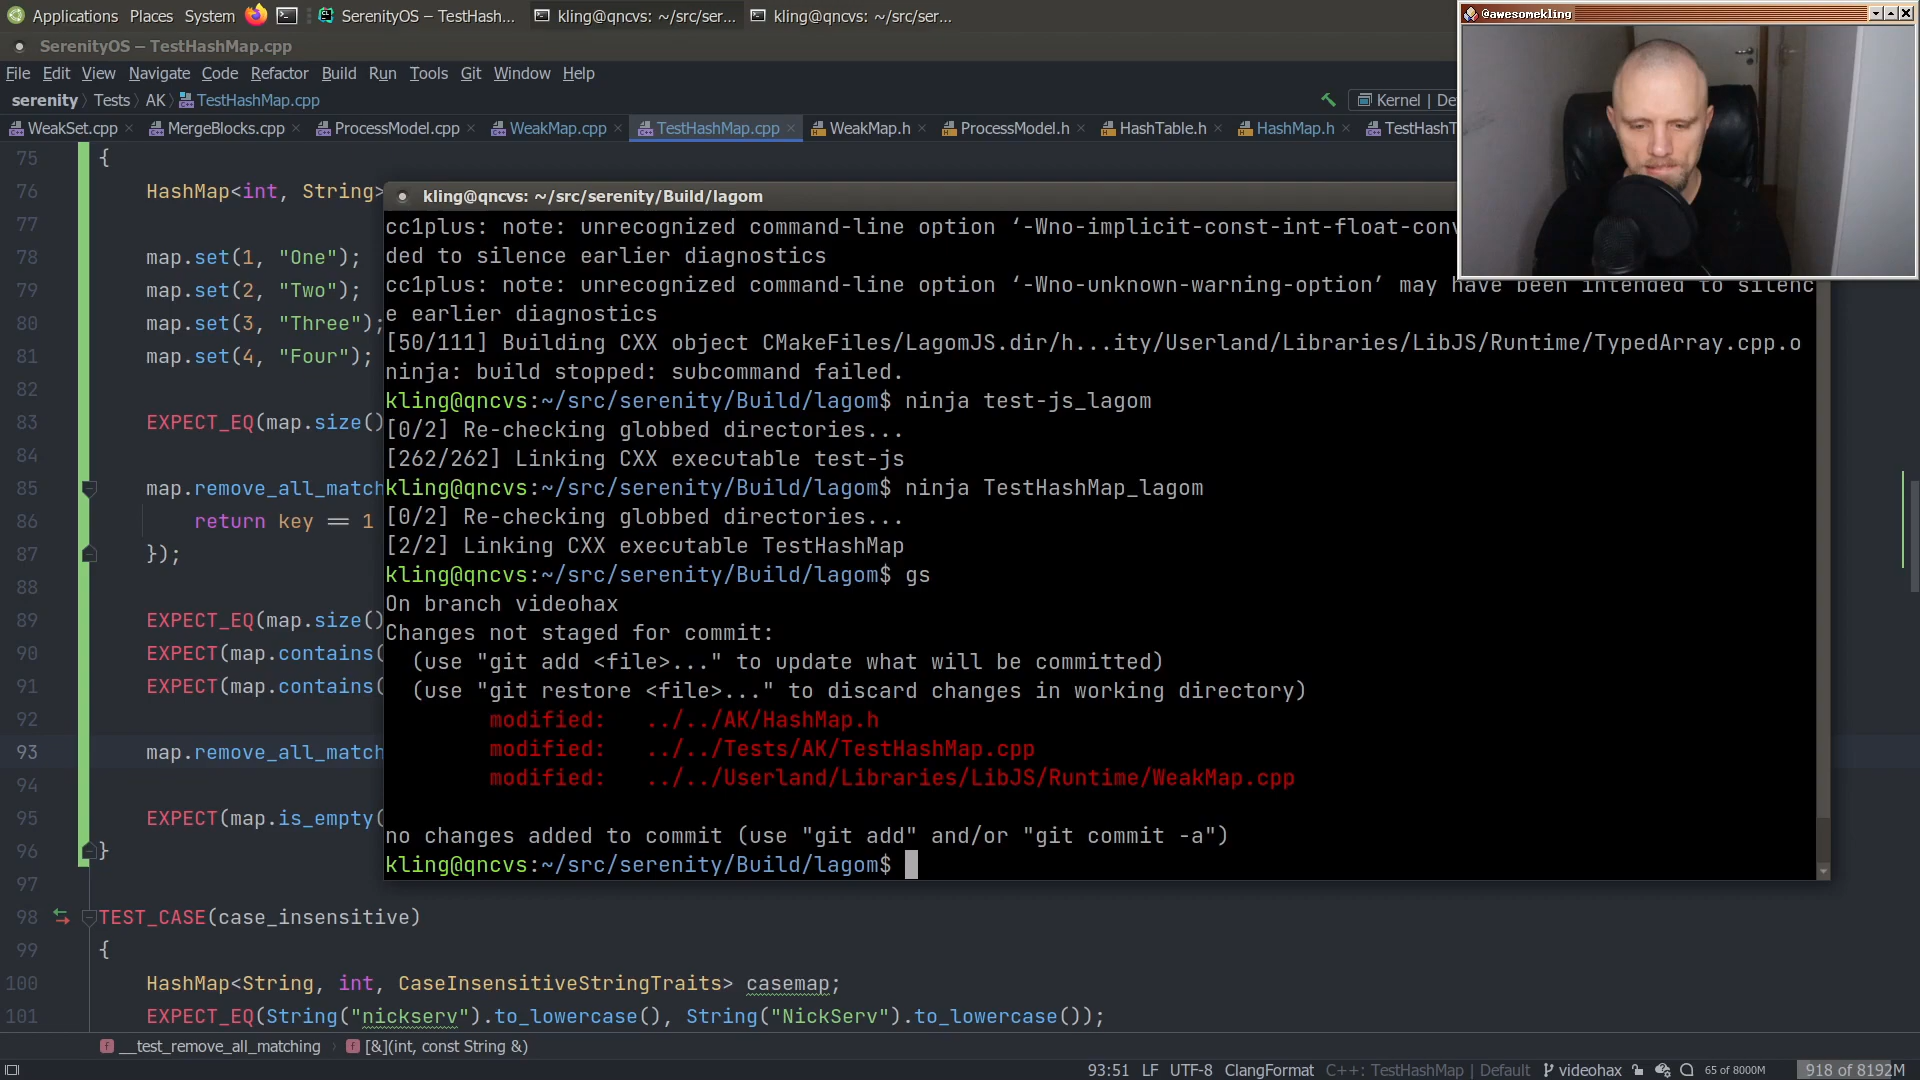 Applications Places System SerenityOS – TestHash... kling@qncvs: ~/src/ser... kling@qncvs: ~/src/ser...
@awesomekling
SerenityOS – TestHashMap.cpp
File Edit View Navigate Code Refactor Build Run Tools Git Window Help
serenity Tests AK TestHashMap.cpp Kernel | De
WeakSet.cpp MergeBlocks.cpp ProcessModel.cpp WeakMap.cpp TestHashMap.cpp WeakMap.h ProcessModel.h HashTable.h HashMap.h TestHashT
75 {
76 HashMap<int, String>
77
78 map.set(1, "One");
79 map.set(2, "Two");
80 map.set(3, "Three");
81 map.set(4, "Four");
82
83 EXPECT_EQ(map.size()
84
85 map.remove_all_match
86 return key == 1
87 });
88
89 EXPECT_EQ(map.size()
90 EXPECT(map.contains(
91 EXPECT(map.contains(
92
93 map.remove_all_match
94
95 EXPECT(map.is_empty(
96 }
97
98 TEST_CASE(case_insensitive)
99 {
100 HashMap<String, int, CaseInsensitiveStringTraits> casemap;
101 EXPECT_EQ(String("nickserv").to_lowercase(), String("NickServ").to_lowercase());
kling@qncvs: ~/src/serenity/Build/lagom
cc1plus: note: unrecognized command-line option ‘-Wno-implicit-const-int-float-conv
ded to silence earlier diagnostics
cc1plus: note: unrecognized command-line option ‘-Wno-unknown-warning-option’ may have been intended to silenc
e earlier diagnostics
[50/111] Building CXX object CMakeFiles/LagomJS.dir/h...ity/Userland/Libraries/LibJS/Runtime/TypedArray.cpp.o
ninja: build stopped: subcommand failed.
kling@qncvs:~/src/serenity/Build/lagom$ ninja test-js_lagom
[0/2] Re-checking globbed directories...
[262/262] Linking CXX executable test-js
kling@qncvs:~/src/serenity/Build/lagom$ ninja TestHashMap_lagom
[0/2] Re-checking globbed directories...
[2/2] Linking CXX executable TestHashMap
kling@qncvs:~/src/serenity/Build/lagom$ gs
On branch videohax
Changes not staged for commit:
(use "git add <file>..." to update what will be committed)
(use "git restore <file>..." to discard changes in working directory)
modified: ../../AK/HashMap.h
modified: ../../Tests/AK/TestHashMap.cpp
modified: ../../Userland/Libraries/LibJS/Runtime/WeakMap.cpp
no changes added to commit (use "git add" and/or "git commit -a")
kling@qncvs:~/src/serenity/Build/lagom$
f __test_remove_all_matching f [&](int, const String &)
93:51 LF UTF-8 ClangFormat C++: TestHashMap | Default videohax 65 of 8000M 918 of 8192M